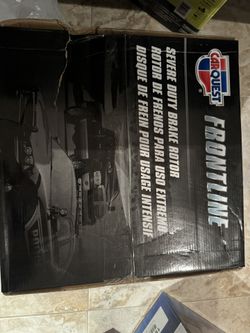 CARQUEST
FRONTLINE
SEVERE DUTY BRAKE ROTOR
ROTOR DE FRENOS PARA USO EXTREMO
DISQUE DE FREIN POUR USAGE INTENSIF